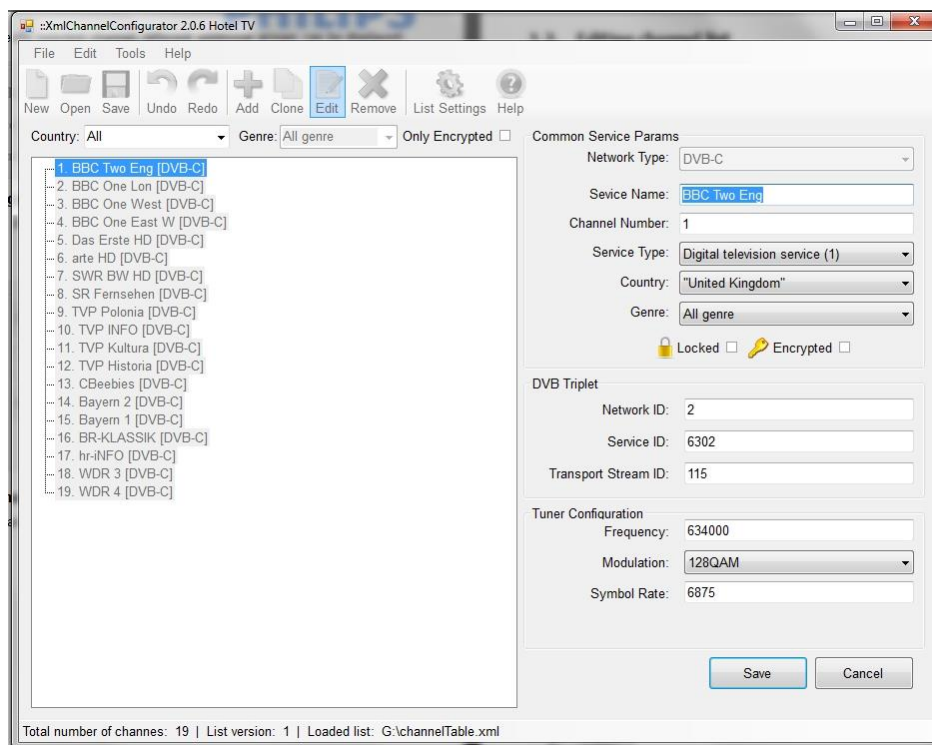 ::XmlChannelConfigurator 2.0.6 Hotel TV
File Edit Tools Help
New Open Save Undo Redo Add Clone Edit Remove List Settings Help
Country: All Genre: All genre Only Encrypted
1. BBC Two Eng [DVB-C]
2. BBC One Lon [DVB-C]
3. BBC One West [DVB-C]
4. BBC One East W [DVB-C]
5. Das Erste HD [DVB-C]
6. arte HD [DVB-C]
7. SWR BW HD [DVB-C]
8. SR Fernsehen [DVB-C]
9. TVP Polonia [DVB-C]
10. TVP INFO [DVB-C]
11. TVP Kultura [DVB-C]
12. TVP Historia [DVB-C]
13. CBeebies [DVB-C]
14. Bayern 2 [DVB-C]
15. Bayern 1 [DVB-C]
16. BR-KLASSIK [DVB-C]
17. hr-iNFO [DVB-C]
18. WDR 3 [DVB-C]
19. WDR 4 [DVB-C]
Common Service Params
Network Type: DVB-C
Sevice Name: BBC Two Eng
Channel Number: 1
Service Type: Digital television service (1)
Country: "United Kingdom"
Genre: All genre
Locked Encrypted
DVB Triplet
Network ID: 2
Service ID: 6302
Transport Stream ID: 115
Tuner Configuration
Frequency: 634000
Modulation: 128QAM
Symbol Rate: 6875
Save Cancel
Total number of channes: 19 | List version: 1 | Loaded list: G:\channelTable.xml